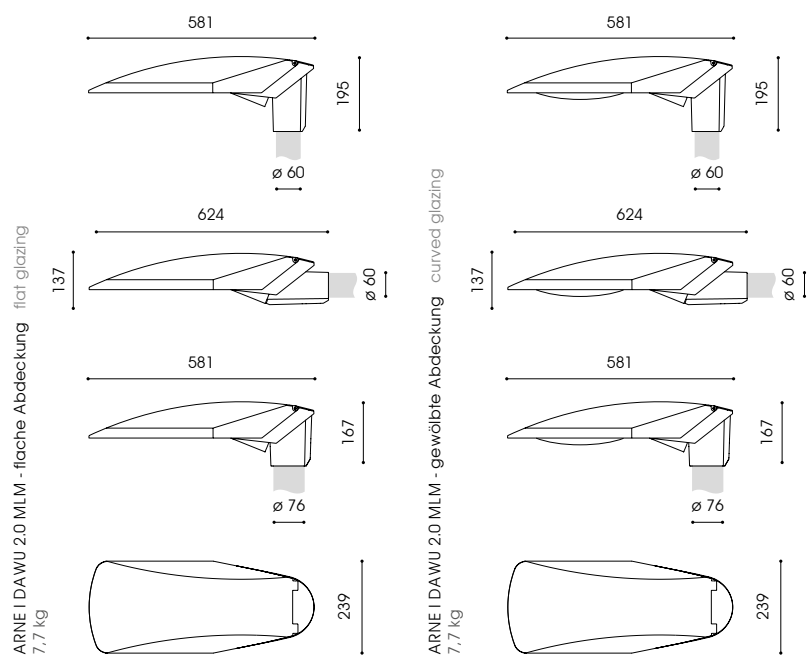 581
195
ø 60
624
137
ø 60
581
167
ø 76
239
ARNE I DAWU 2.0 MLM - flache Abdeckung flat glazing
7,7 kg
581
195
ø 60
624
137
ø 60
581
167
ø 76
239
ARNE I DAWU 2.0 MLM - gewölbte Abdeckung curved glazing
7,7 kg